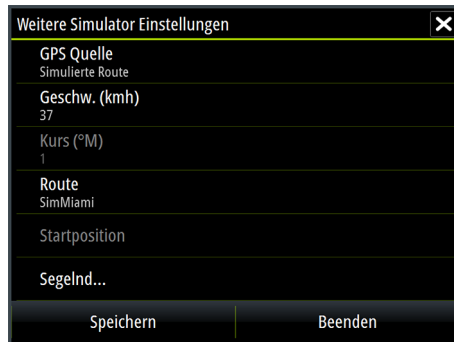 Weitere Simulator Einstellungen
GPS Quelle
Simulierte Route
Geschw. (kmh)
37
Kurs (°M)
1
Route
SimMiami
Startposition
Segelnd...
Speichern
Beenden